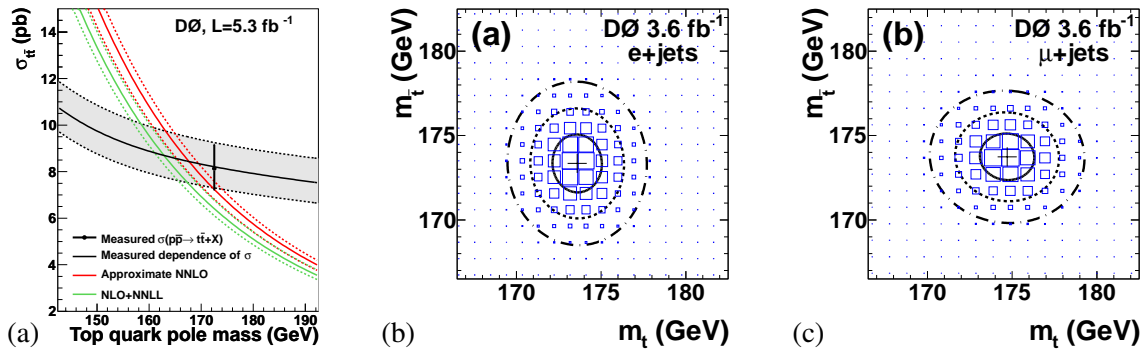 DØ, L=5.3 fb⁻¹
σ_tt̄ (pb)
14
12
10
8
6
4
2
Measured σ(pp̄→ tt̄+X)
Measured dependence of σ
Approximate NNLO
NLO+NNLL
150 160 170 180 190
Top quark pole mass (GeV)
(a)
(a) DØ 3.6 fb⁻¹
e+jets
m_t̄ (GeV)
180
175
170
170 175 180
m_t (GeV)
(b)
(b) DØ 3.6 fb⁻¹
μ+jets
m_t̄ (GeV)
180
175
170
170 175 180
m_t (GeV)
(c)